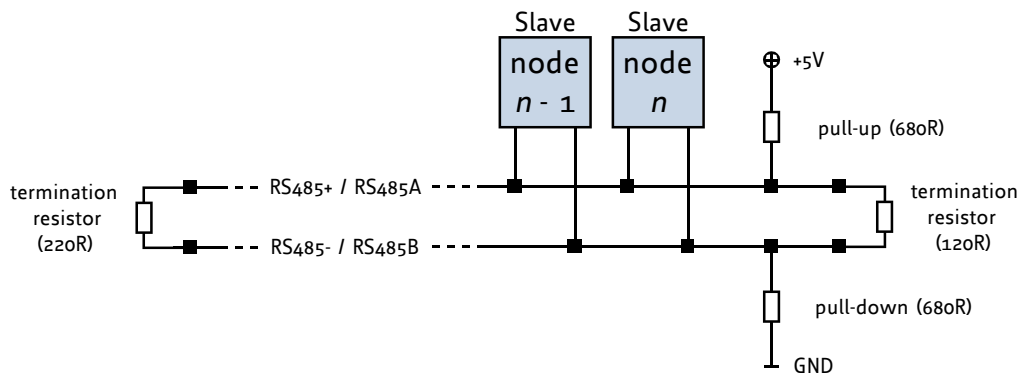 Slave
Slave
node
n - 1
node
n
+5V
pull-up (680R)
termination
resistor
(220R)
RS485+ / RS485A
termination
resistor
(120R)
RS485- / RS485B
pull-down (680R)
GND